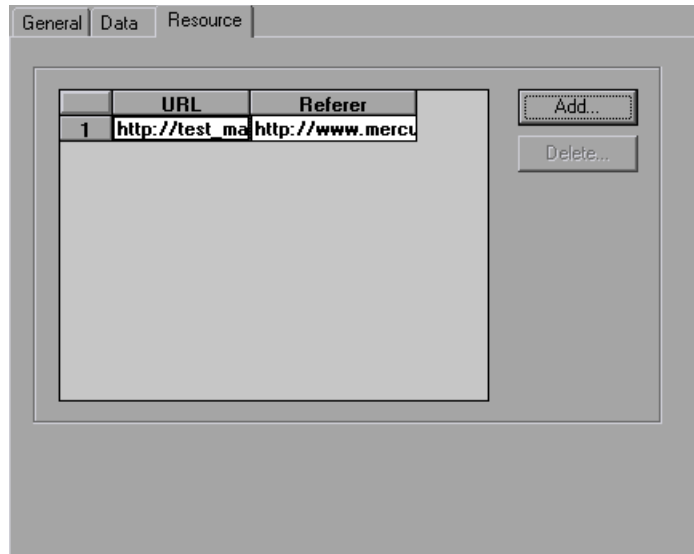 General Data Resource
URL Referer Add...
1 http://test_ma http://www.mercu
Delete...